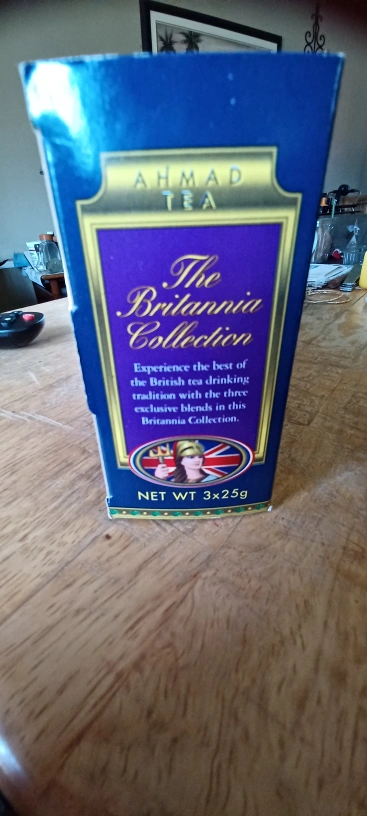 AHMAD
TEA
The
Britannia
Collection
Experience the best of
the British tea drinking
tradition with the three
exclusive blends in this
Britannia Collection.
NET WT 3x25g